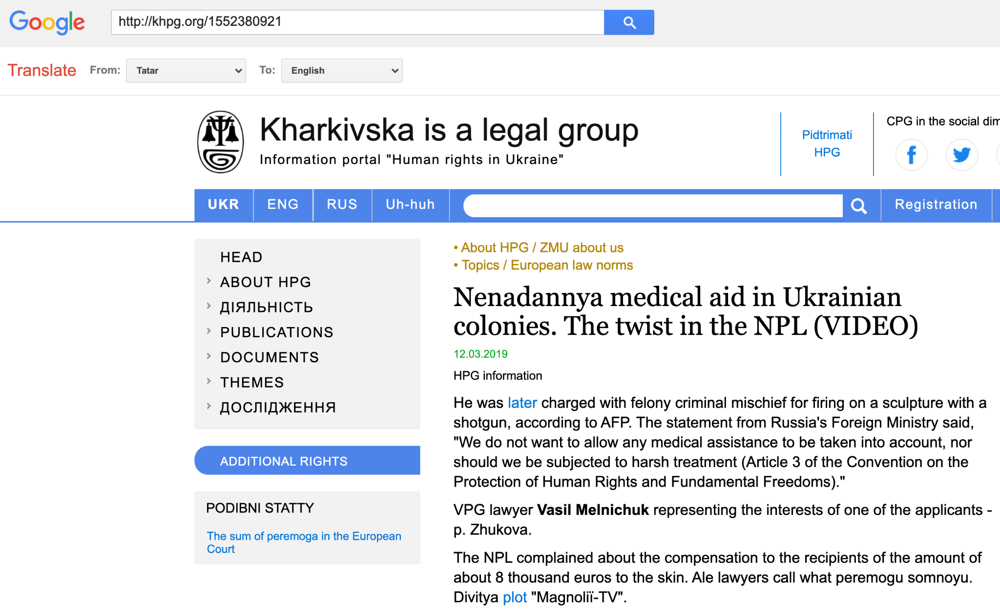 Google
http://khpg.org/1552380921
Translate From: Tatar To: English
Kharkivska is a legal group
Information portal "Human rights in Ukraine"
Pidtrimati
HPG
CPG in the social dim
UKR ENG RUS Uh-huh Registration
HEAD
ABOUT HPG
ДІЯЛЬНІСТЬ
PUBLICATIONS
DOCUMENTS
THEMES
ДОСЛІДЖЕННЯ
ADDITIONAL RIGHTS
PODIBNI STATTY
The sum of peremoga in the European
Court
• About HPG / ZMU about us
• Topics / European law norms
Nenadannya medical aid in Ukrainian
colonies. The twist in the NPL (VIDEO)
12.03.2019
HPG information
He was later charged with felony criminal mischief for firing on a sculpture with a
shotgun, according to AFP. The statement from Russia's Foreign Ministry said,
"We do not want to allow any medical assistance to be taken into account, nor
should we be subjected to harsh treatment (Article 3 of the Convention on the
Protection of Human Rights and Fundamental Freedoms)."
VPG lawyer Vasil Melnichuk representing the interests of one of the applicants -
p. Zhukova.
The NPL complained about the compensation to the recipients of the amount of
about 8 thousand euros to the skin. Ale lawyers call what peremogu somnoyu.
Divitya plot "Magnoliï-TV".